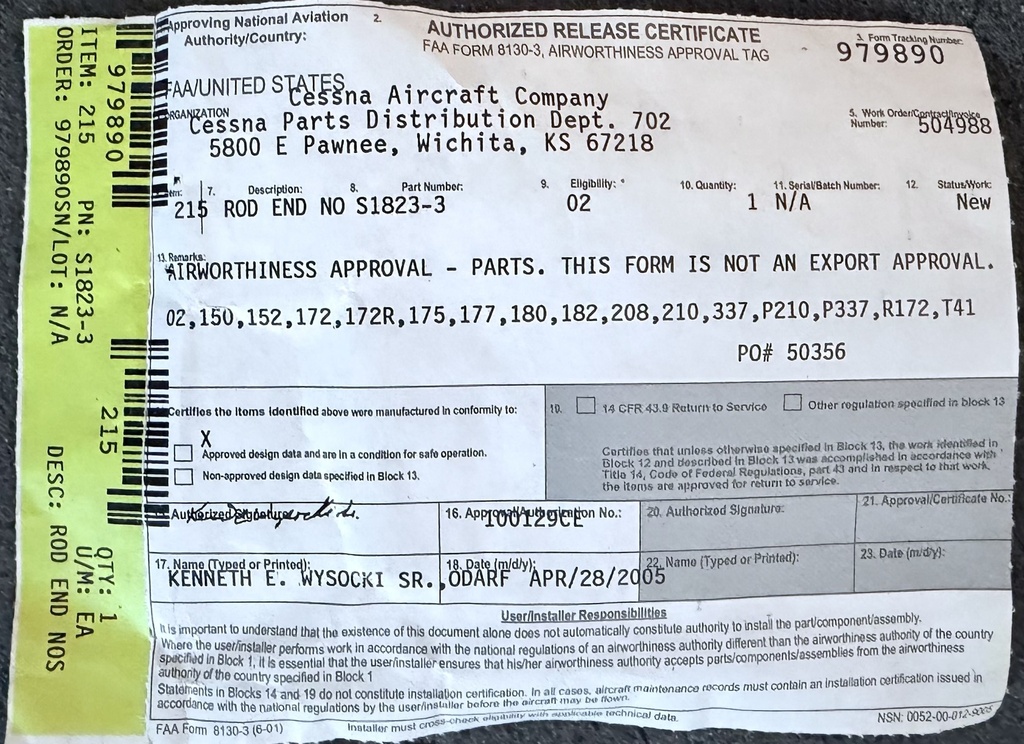 ITEM: 215 PN: S1823-3
ORDER: 979890SN/LOT: N/A
979890
215
QTY: 1
U/M: EA
DESC: ROD END NOS
Approving National Aviation
Authority/Country:
2.
AUTHORIZED RELEASE CERTIFICATE
FAA FORM 8130-3, AIRWORTHINESS APPROVAL TAG
3. Form Tracking Number:
979890
FAA/UNITED STATES
Cessna Aircraft Company
ORGANIZATION
Cessna Parts Distribution Dept. 702
5800 E Pawnee, Wichita, KS 67218
5. Work Order/Contract/Invoice
Number: 504988
Item: 7. Description: 8. Part Number: 9. Eligibility: * 10. Quantity: 11. Serial/Batch Number: 12. Status/Work:
215 ROD END NO S1823-3 02 1 N/A New
13. Remarks:
AIRWORTHINESS APPROVAL - PARTS. THIS FORM IS NOT AN EXPORT APPROVAL.
02,150,152,172,172R,175,177,180,182,208,210,337,P210,P337,R172,T41
PO# 50356
Certifies the items identified above were manufactured in conformity to:
X
Approved design data and are in a condition for safe operation.
Non-approved design data specified in Block 13.
19. 14 CFR 43.9 Return to Service Other regulation specified in block 13
Certifies that unless otherwise specified in Block 13, the work identified in
Block 12 and described in Block 13 was accomplished in accordance with
Title 14, Code of Federal Regulations, part 43 and in respect to that work,
the items are approved for return to service.
Authorized Signature:
16. Approval/Authorization No.:
100129CE
20. Authorized Signature:
21. Approval/Certificate No.:
17. Name (Typed or Printed):
KENNETH E. WYSOCKI SR.,ODARF
18. Date (m/d/y):
APR/28/2005
22. Name (Typed or Printed):
23. Date (m/d/y):
User/Installer Responsibilities
It is important to understand that the existence of this document alone does not automatically constitute authority to install the part/component/assembly.
Where the user/installer performs work in accordance with the national regulations of an airworthiness authority different than the airworthiness authority of the country
specified in Block 1, it is essential that the user/installer ensures that his/her airworthiness authority accepts parts/components/assemblies from the airworthiness
authority of the country specified in Block 1
Statements in Blocks 14 and 19 do not constitute installation certification. In all cases, aircraft maintenance records must contain an installation certification issued in
accordance with the national regulations by the user/installer before the aircraft may be flown.
FAA Form 8130-3 (6-01)
Installer must cross-check eligibility with applicable technical data.
NSN: 0052-00-012-9005